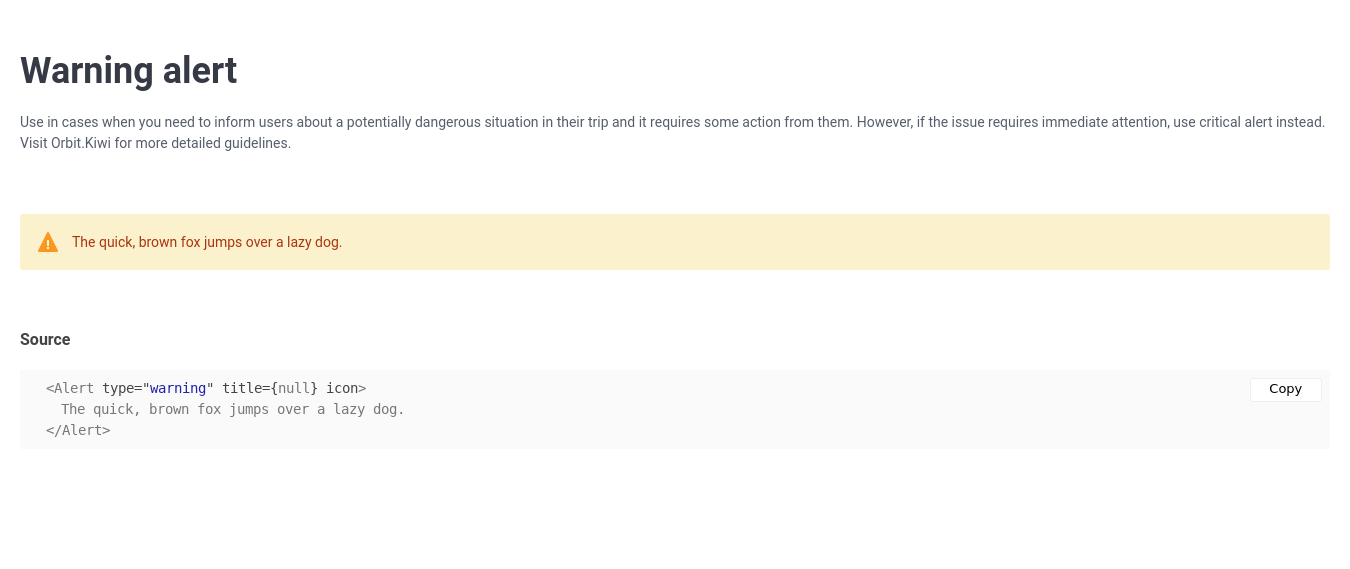 Warning alert
Use in cases when you need to inform users about a potentially dangerous situation in their trip and it requires some action from them. However, if the issue requires immediate attention, use critical alert instead.
Visit Orbit.Kiwi for more detailed guidelines.
The quick, brown fox jumps over a lazy dog.
Source
<Alert type="warning" title={null} icon>
Copy
The quick, brown fox jumps over a lazy dog.
</Alert>